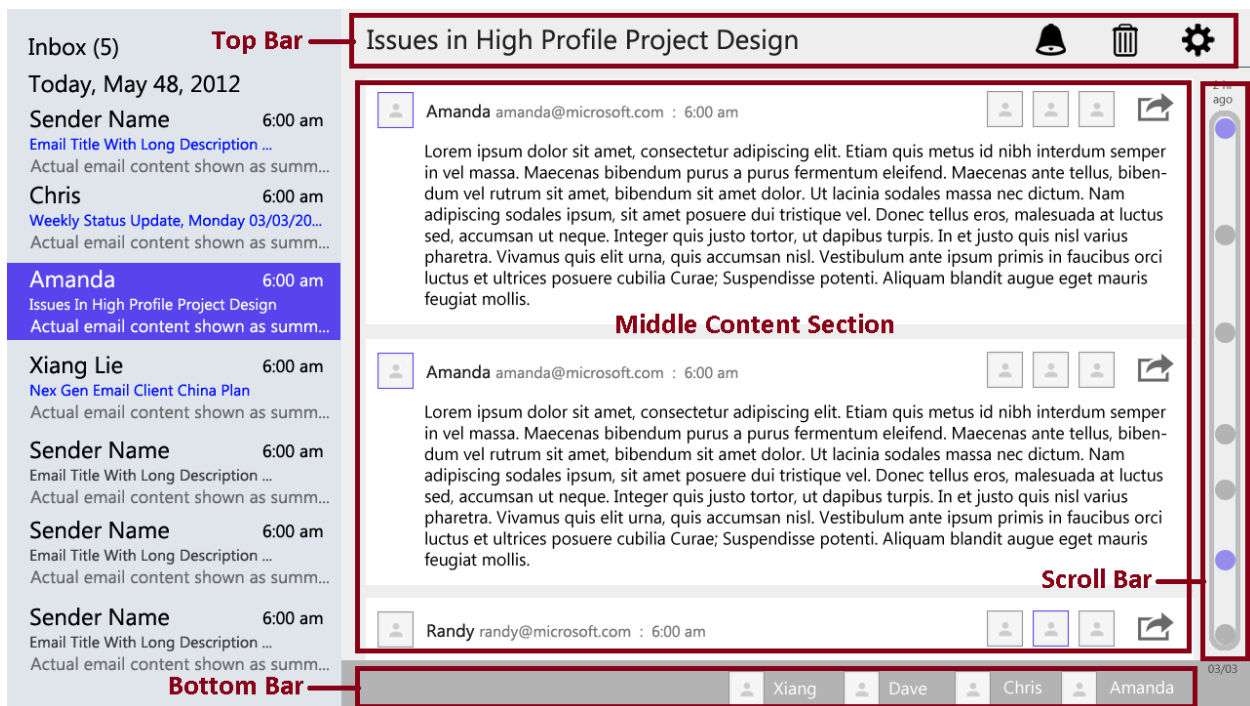 Inbox (5)
Today, May 48, 2012
Sender Name 6:00 am
Email Title With Long Description ...
Actual email content shown as summ...
Chris 6:00 am
Weekly Status Update, Monday 03/03/20...
Actual email content shown as summ...
Amanda 6:00 am
Issues In High Profile Project Design
Actual email content shown as summ...
Xiang Lie 6:00 am
Nex Gen Email Client China Plan
Actual email content shown as summ...
Sender Name 6:00 am
Email Title With Long Description ...
Actual email content shown as summ...
Sender Name 6:00 am
Email Title With Long Description ...
Actual email content shown as summ...
Sender Name 6:00 am
Email Title With Long Description ...
Actual email content shown as summ...
Top Bar
Issues in High Profile Project Design
Amanda amanda@microsoft.com : 6:00 am
Lorem ipsum dolor sit amet, consectetur adipiscing elit. Etiam quis metus id nibh interdum semper
in vel massa. Maecenas bibendum purus a purus fermentum eleifend. Maecenas ante tellus, biben-
dum vel rutrum sit amet, bibendum sit amet dolor. Ut lacinia sodales massa nec dictum. Nam
adipiscing sodales ipsum, sit amet posuere dui tristique vel. Donec tellus eros, malesuada at luctus
sed, accumsan ut neque. Integer quis justo tortor, ut dapibus turpis. In et justo quis nisl varius
pharetra. Vivamus quis elit urna, quis accumsan nisl. Vestibulum ante ipsum primis in faucibus orci
luctus et ultrices posuere cubilia Curae; Suspendisse potenti. Aliquam blandit augue eget mauris
feugiat mollis.
Middle Content Section
Amanda amanda@microsoft.com : 6:00 am
Lorem ipsum dolor sit amet, consectetur adipiscing elit. Etiam quis metus id nibh interdum semper
in vel massa. Maecenas bibendum purus a purus fermentum eleifend. Maecenas ante tellus, biben-
dum vel rutrum sit amet, bibendum sit amet dolor. Ut lacinia sodales massa nec dictum. Nam
adipiscing sodales ipsum, sit amet posuere dui tristique vel. Donec tellus eros, malesuada at luctus
sed, accumsan ut neque. Integer quis justo tortor, ut dapibus turpis. In et justo quis nisl varius
pharetra. Vivamus quis elit urna, quis accumsan nisl. Vestibulum ante ipsum primis in faucibus orci
luctus et ultrices posuere cubilia Curae; Suspendisse potenti. Aliquam blandit augue eget mauris
feugiat mollis.
Randy randy@microsoft.com : 6:00 am
2 hr
ago
Scroll Bar
03/03
Bottom Bar
Xiang Dave Chris Amanda